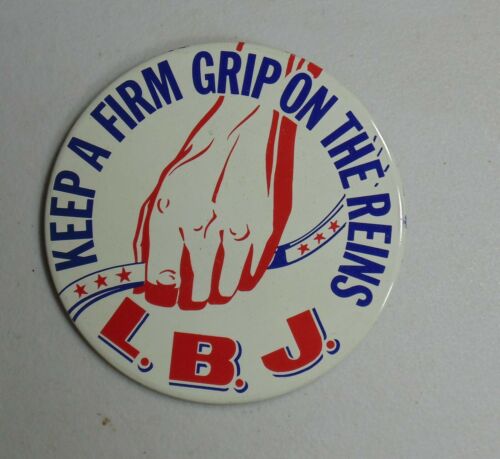 KEEP A FIRM GRIP ON THE REINS
L.B.J.